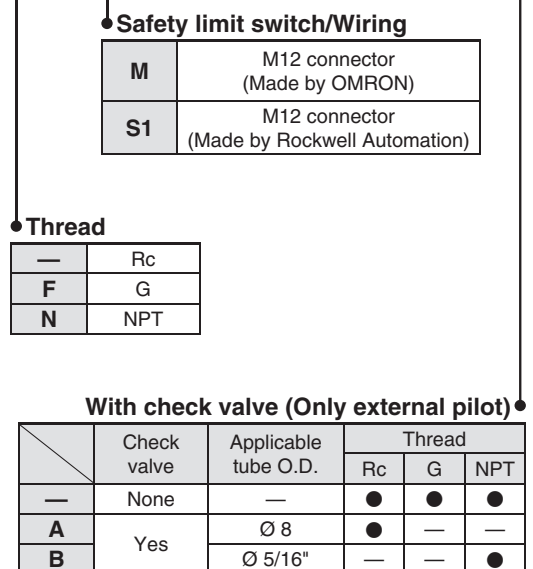 Safety limit switch/Wiring
M M12 connector
(Made by OMRON)
S1 M12 connector
(Made by Rockwell Automation)
Thread
— Rc
F G
N NPT
With check valve (Only external pilot)
Check valve Applicable tube O.D. Thread
Rc G NPT
— None — ● ● ●
A Yes Ø 8 ● — —
B Ø 5/16" — — ●